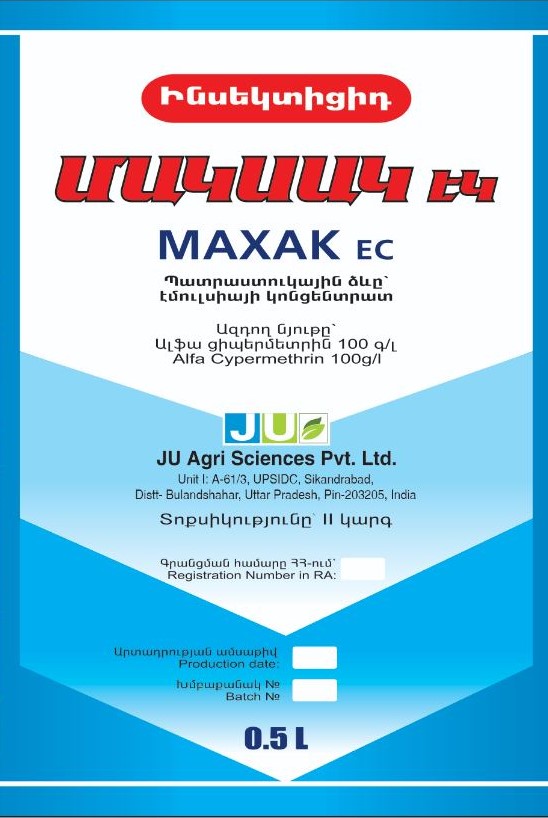 Ինսեկտիցիդ
ՄԱԿՍԱԿ ԷԿ
MAXAK EC
Պատրաստուկային ձևը՝
էմուլսիայի կոնցենտրատ
Ազդող նյութը՝
Ալֆա ցիպերմետրին 100 գ/լ
Alfa Cypermethrin 100g/l
JU
JU Agri Sciences Pvt. Ltd.
Unit I: A-61/3, UPSIDC, Sikandrabad,
Distt- Bulandshahar, Uttar Pradesh, Pin-203205, India
Տոքսիկությունը՝ II կարգ
Գրանցման համարը ՀՀ-ում՝
Registration Number in RA:
Արտադրության ամսաթիվ
Production date:
Խմբաքանակ №
Batch №
0.5 L